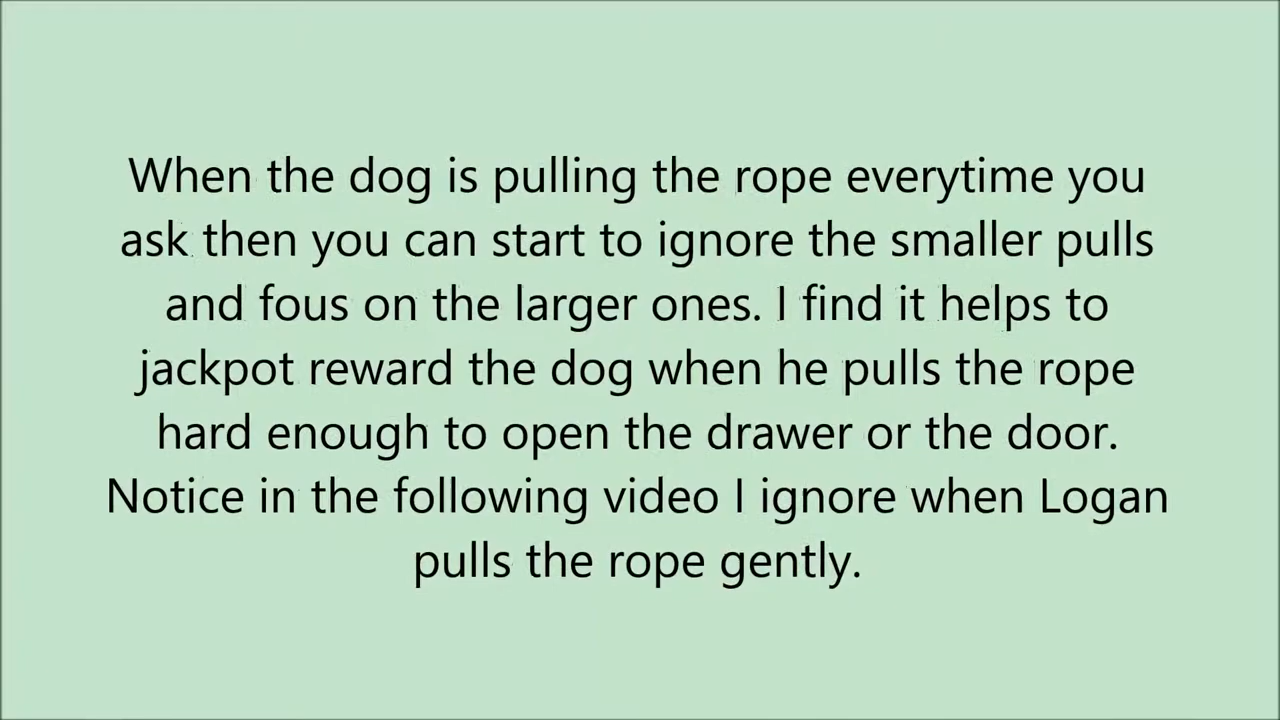 When the dog is pulling the rope everytime you
ask then you can start to ignore the smaller pulls
and fous on the larger ones. I find it helps to
jackpot reward the dog when he pulls the rope
hard enough to open the drawer or the door.
Notice in the following video I ignore when Logan
pulls the rope gently.